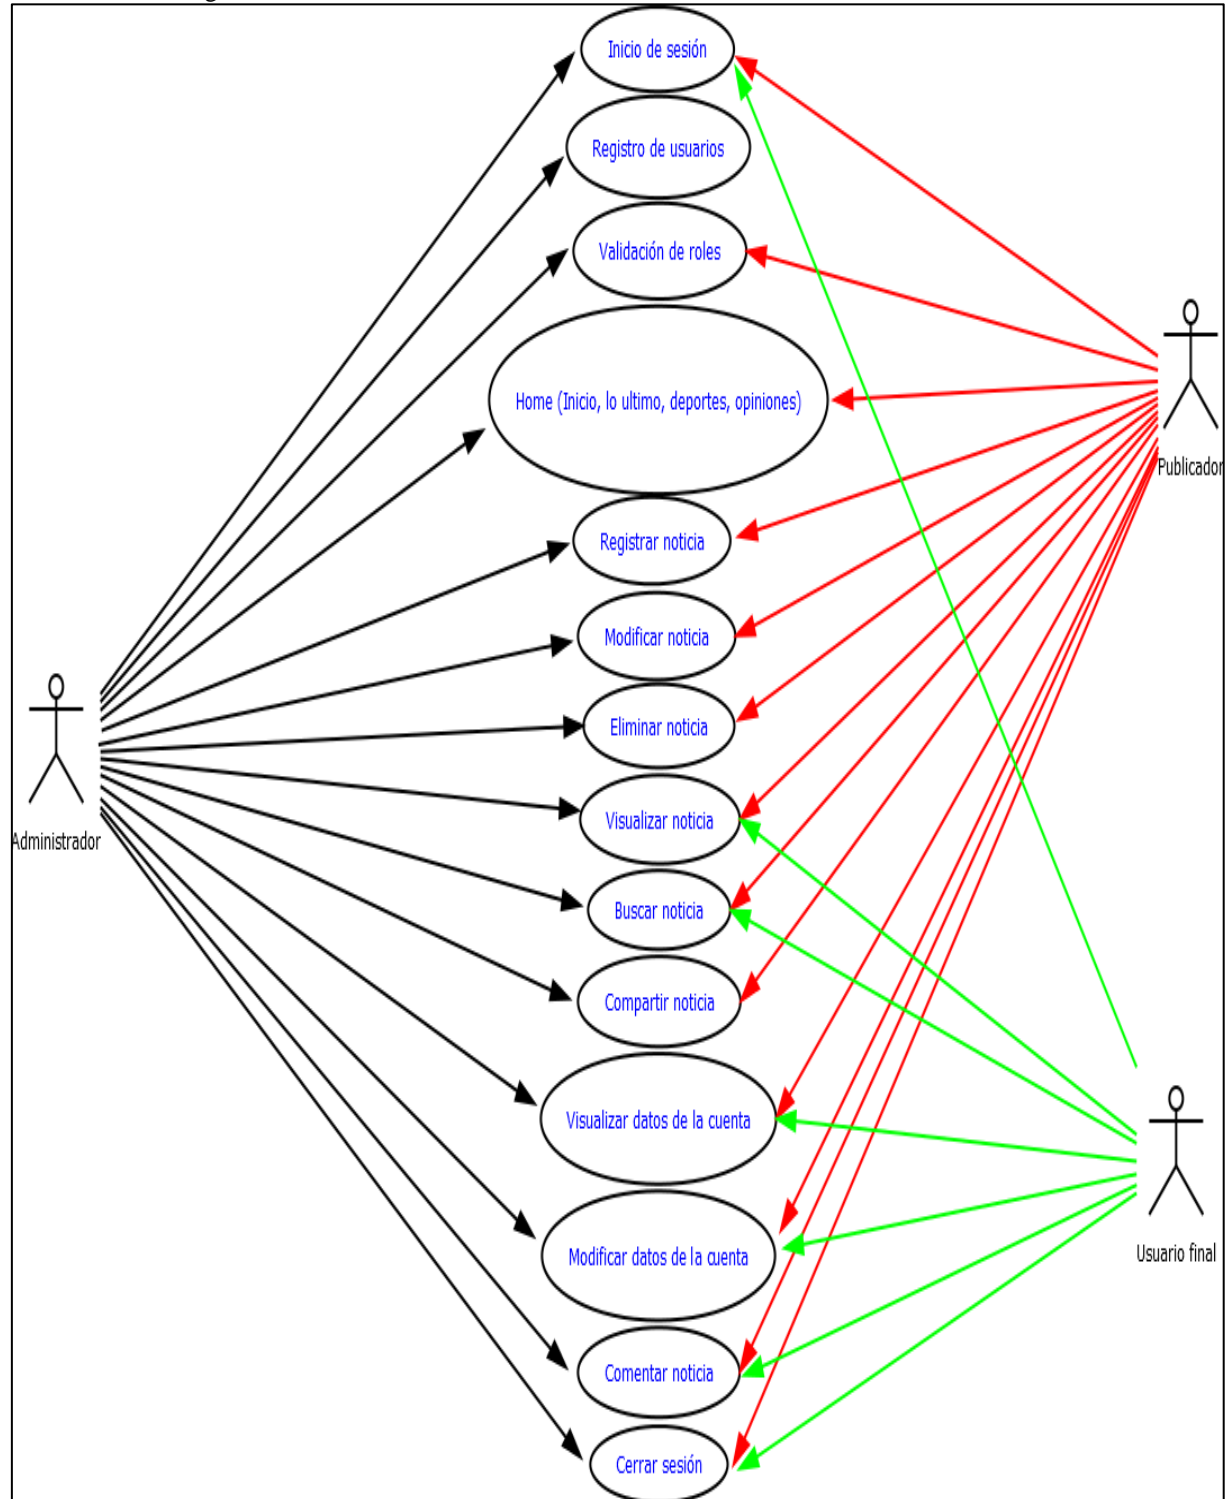 Inicio de sesión
Registro de usuarios
Validación de roles
Home (Inicio, lo ultimo, deportes, opiniones)
Publicador
Registrar noticia
Modificar noticia
Eliminar noticia
Visualizar noticia
Administrador
Buscar noticia
Compartir noticia
Visualizar datos de la cuenta
Modificar datos de la cuenta
Usuario final
Comentar noticia
Cerrar sesión